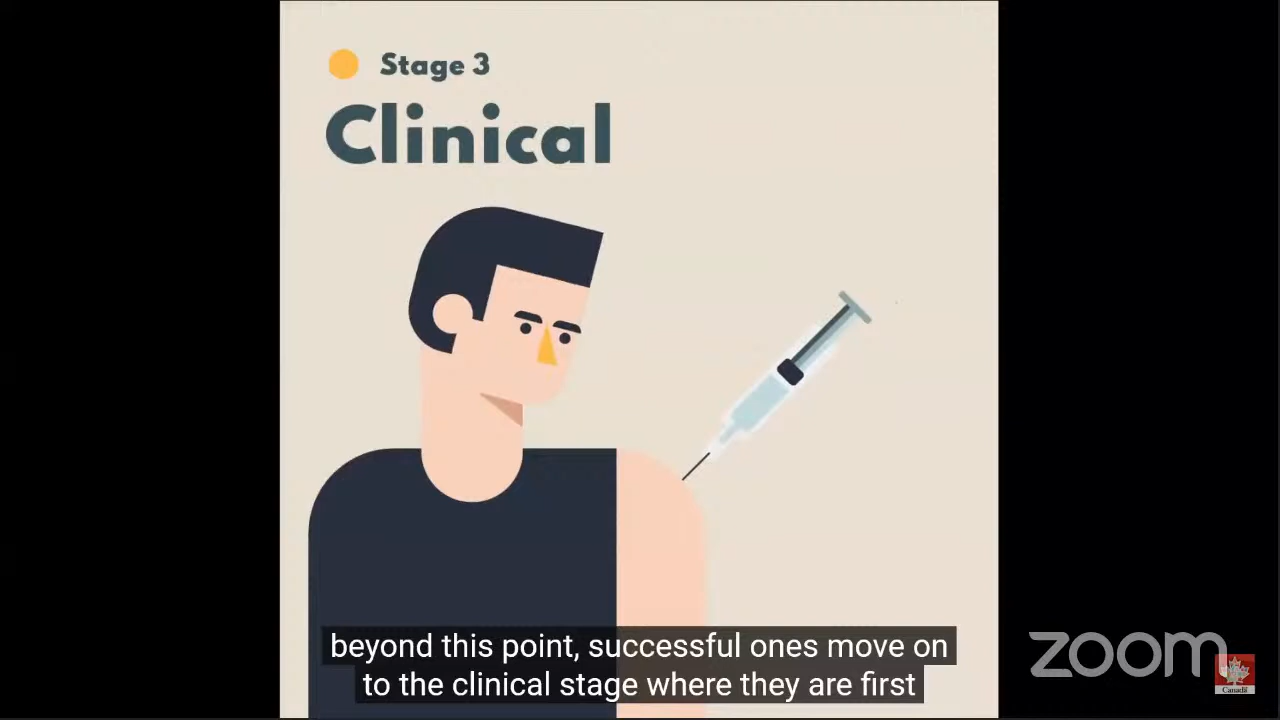 Stage 3
Clinical
beyond this point, successful ones move on
to the clinical stage where they are first
zoom
Canada